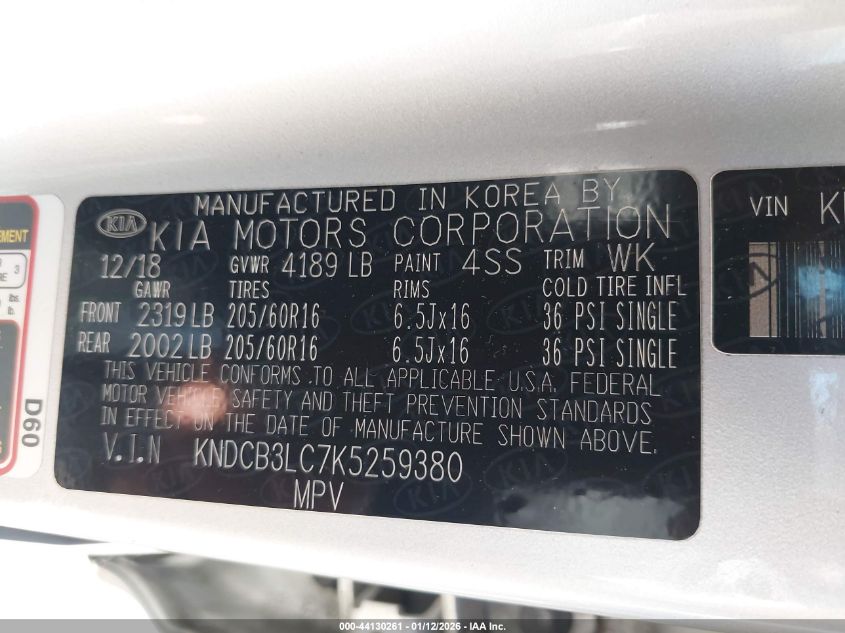 MANUFACTURED IN KOREA BY
KIA KIA MOTORS CORPORATION
12/18 GVWR 4189 LB PAINT 4SS TRIM WK
GAWR TIRES RIMS COLD TIRE INFL
FRONT 2319 LB 205/60R16 6.5Jx16 36 PSI SINGLE
REAR 2002 LB 205/60R16 6.5Jx16 36 PSI SINGLE
THIS VEHICLE CONFORMS TO ALL APPLICABLE U.S.A. FEDERAL
MOTOR VEHICLE SAFETY AND THEFT PREVENTION STANDARDS
IN EFFECT ON THE DATE OF MANUFACTURE SHOWN ABOVE.
V.I.N KNDCB3LC7K5259380
MPV
VIN
D60
3
lbs.
000-44130261 - 01/12/2026 - IAA Inc.